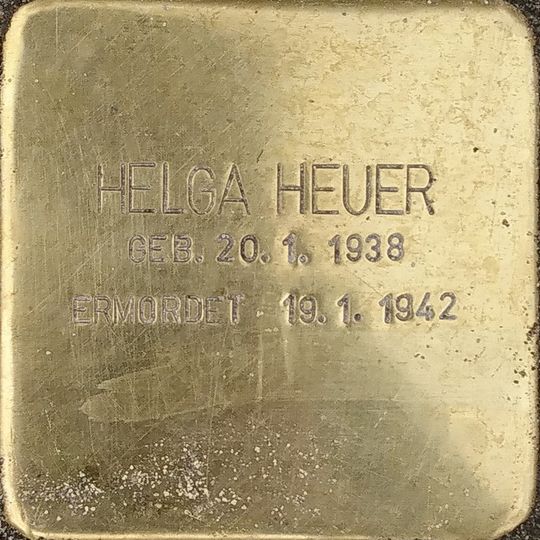 HELGA HEUER
GEB. 20. 1. 1938
ERMORDET 19. 1. 1942